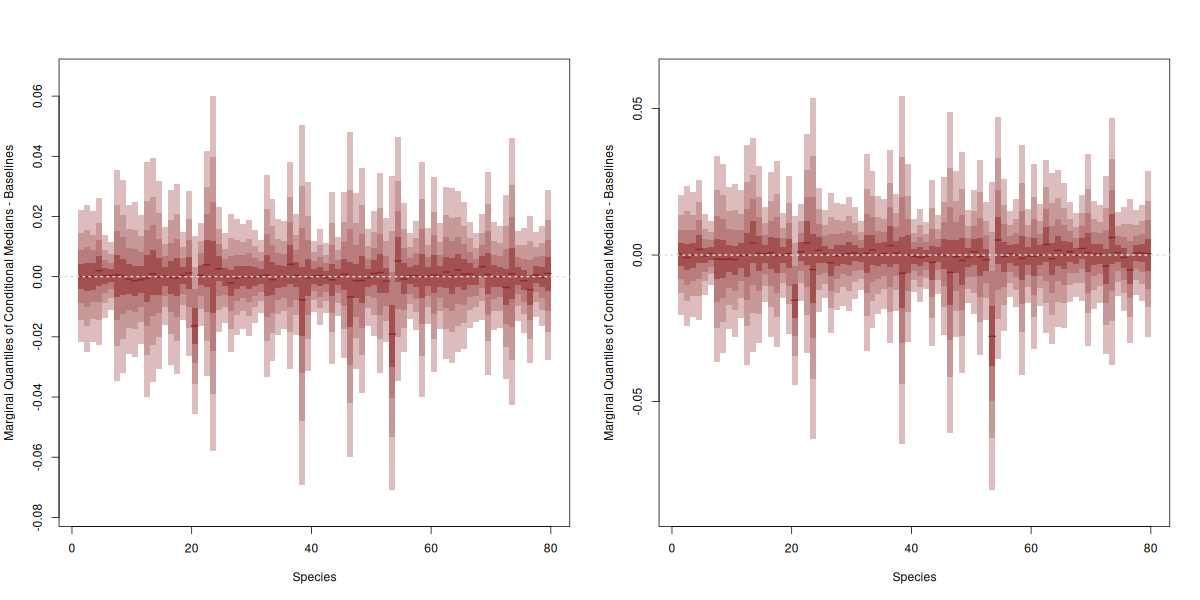 Marginal Quantiles of Conditional Medians - Baselines
0.06
0.04
0.02
0.00
-0.02
-0.04
-0.06
-0.08
0 20 40 60 80
Species
Marginal Quantiles of Conditional Medians - Baselines
0.05
0.00
-0.05
0 20 40 60 80
Species